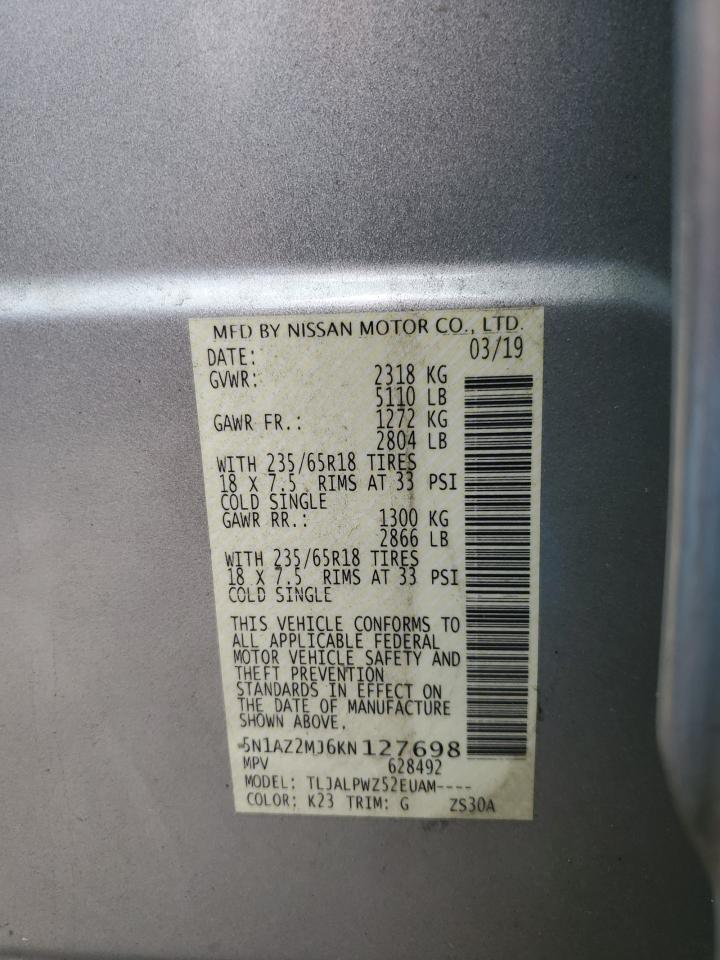 MFD BY NISSAN MOTOR CO., LTD.
DATE: 03/19
GVWR: 2318 KG
5110 LB
GAWR FR.: 1272 KG
2804 LB
WITH 235/65R18 TIRES
18 X 7.5 RIMS AT 33 PSI
COLD SINGLE
GAWR RR.: 1300 KG
2866 LB
WITH 235/65R18 TIRES
18 X 7.5 RIMS AT 33 PSI
COLD SINGLE
THIS VEHICLE CONFORMS TO
ALL APPLICABLE FEDERAL
MOTOR VEHICLE SAFETY AND
THEFT PREVENTION
STANDARDS IN EFFECT ON
THE DATE OF MANUFACTURE
SHOWN ABOVE.
5N1AZ2MJ6KN127698
MPV 628492
MODEL: TLJALPWZ52EUAM----
COLOR: K23 TRIM: G ZS30A